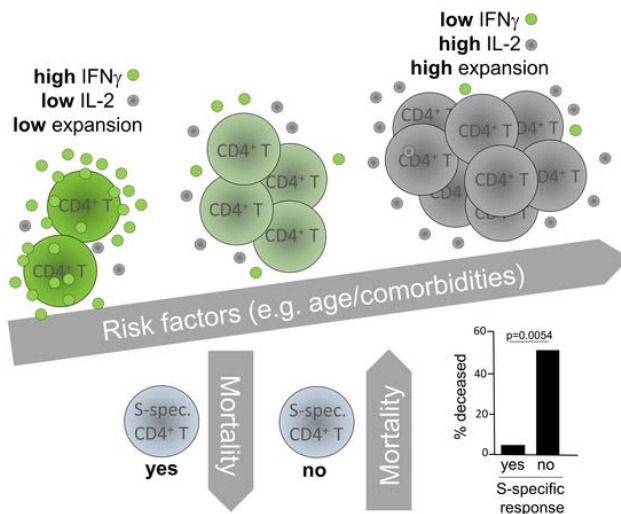 high IFNγ
low IL-2
low expansion
low IFNγ
high IL-2
high expansion
CD4⁺ T
CD4⁺ T
CD4⁺ T
CD4⁺ T
CD4⁺ T
CD4⁺ T
CD4⁺ T
CD4⁺ T
CD4⁺ T
CD4⁺ T
CD4⁺ T
CD4⁺ T
CD4⁺ T
CD4⁺ T
Risk factors (e.g. age/comorbidities)
S-spec.
CD4⁺ T
yes
Mortality
S-spec.
CD4⁺ T
no
Mortality
% deceased
60
40
20
0
p=0.0054
yes no
S-specific
response